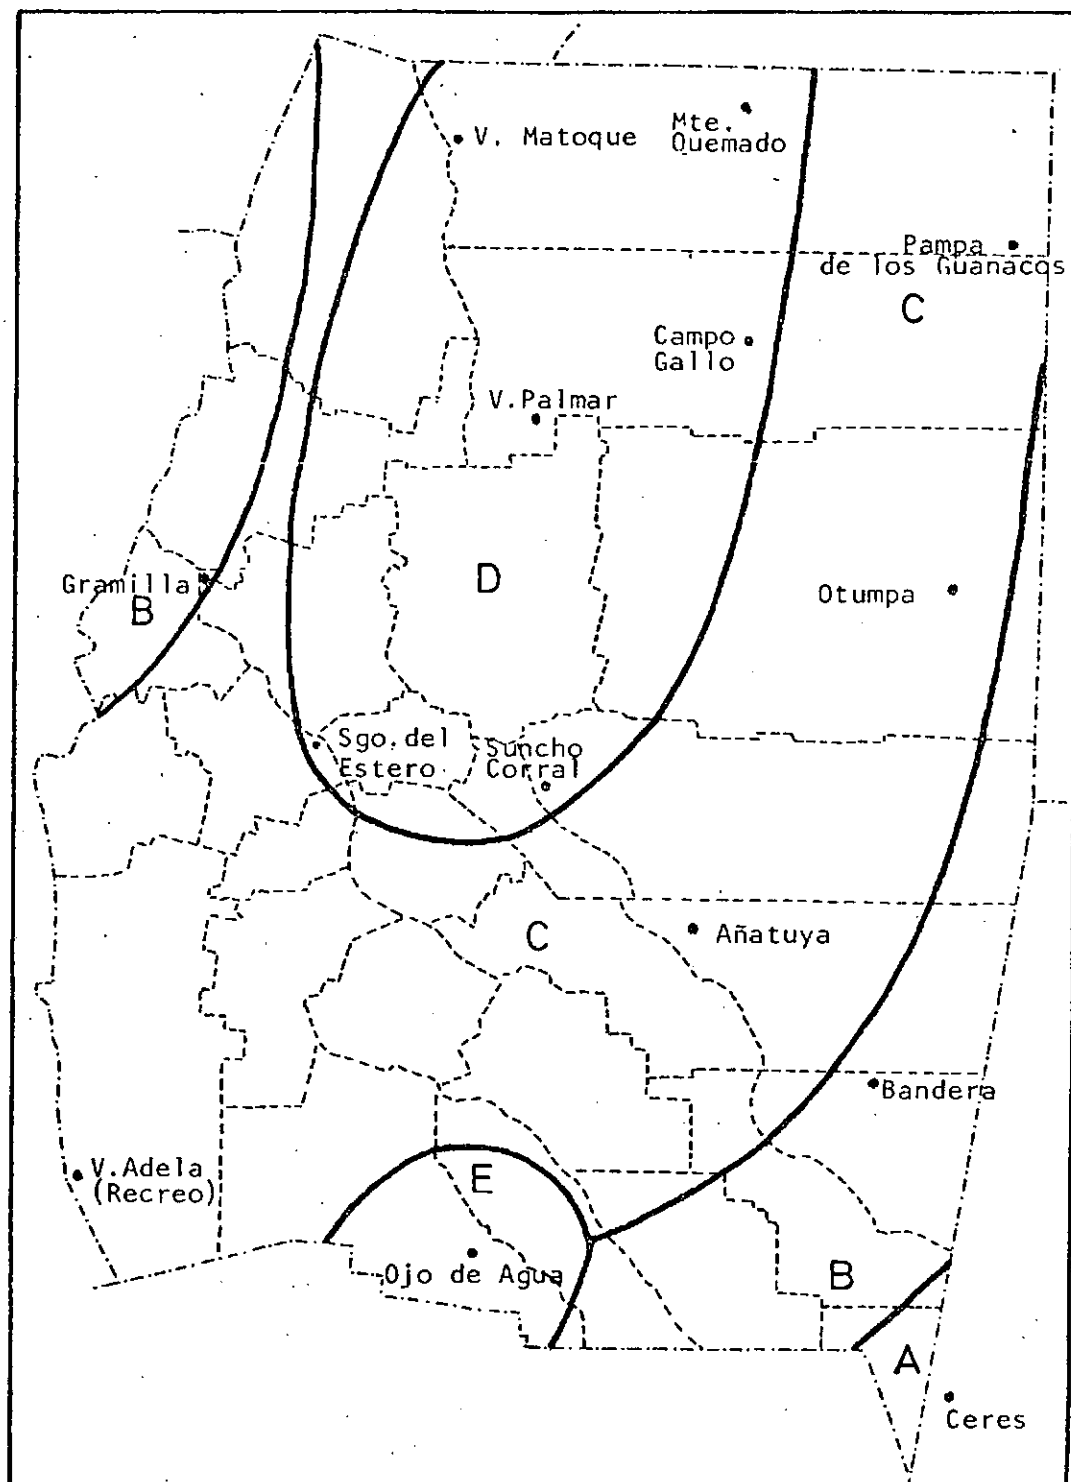 V. Matoque
Mte.
Quemado
Pampa
de los Guanacos
C
Campo
Gallo
V.Palmar
Gramilla
B
D
Otumpa
Sgo. del
Estero
Suncho
Corral
C
Añatuya
Bandera
V.Adela
(Recreo)
E
Ojo de Agua
B
A
Ceres